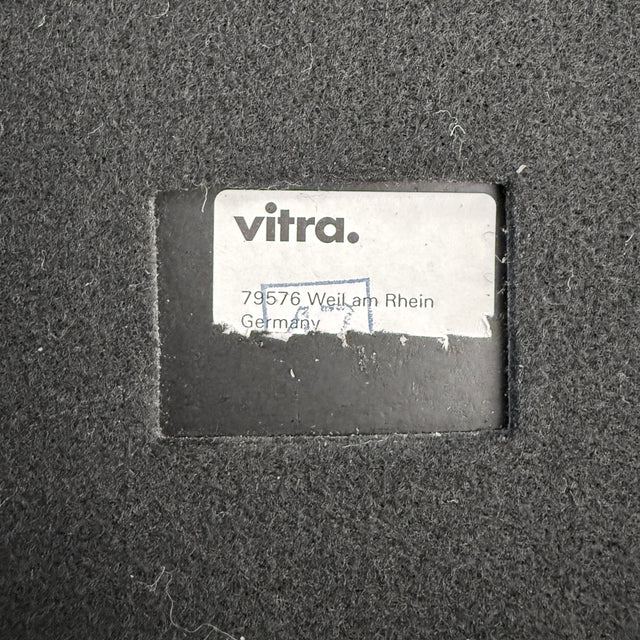 vitra.
79576 Weil am Rhein
Germany